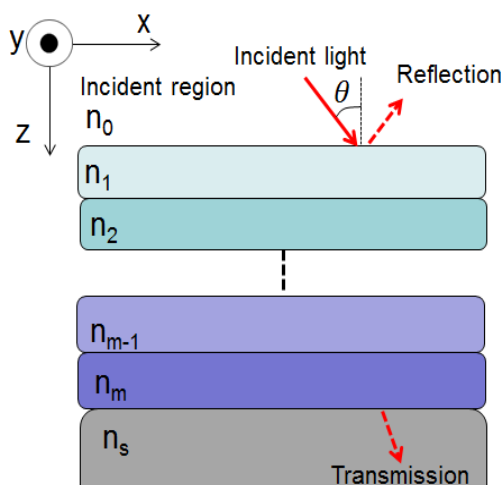 y
x
z
Incident light
Reflection
θ
Incident region
n0
n1
n2
nm-1
nm
ns
Transmission